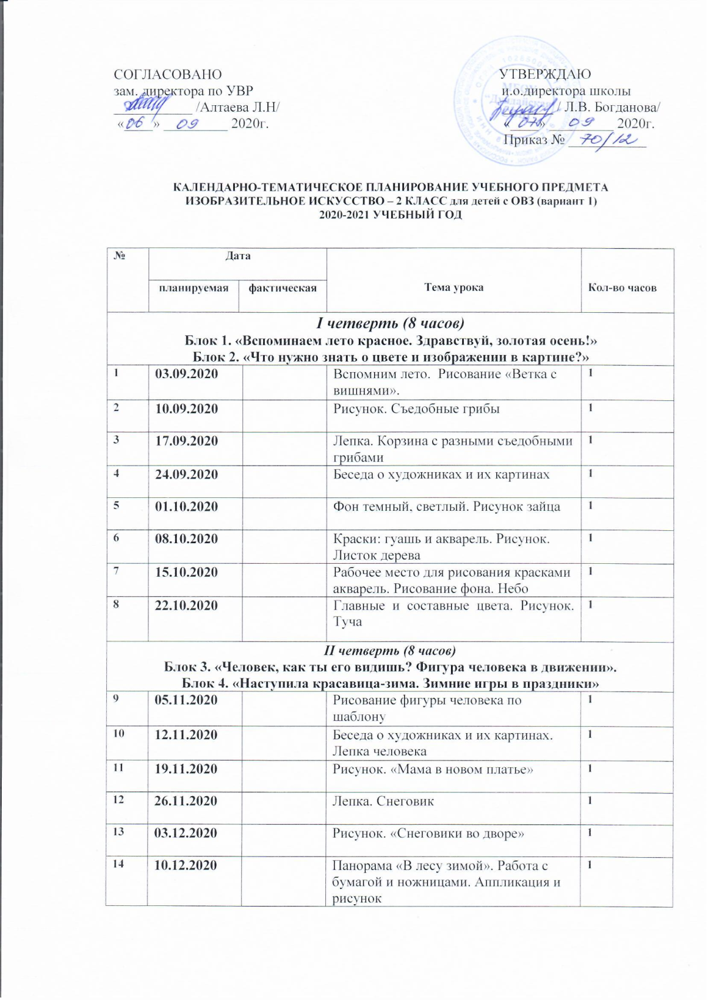 СОГЛАСОВАНО
зам. директора по УВР
___________ /Алтаева Л.Н/
«06» 09 2020г.
УТВЕРЖДАЮ
и.о.директора школы
_______/ Л.В. Богданова/
«07» 09 2020г.
Приказ № 70/12
КАЛЕНДАРНО-ТЕМАТИЧЕСКОЕ ПЛАНИРОВАНИЕ УЧЕБНОГО ПРЕДМЕТА
ИЗОБРАЗИТЕЛЬНОЕ ИСКУССТВО – 2 КЛАСС для детей с ОВЗ (вариант 1)
2020-2021 УЧЕБНЫЙ ГОД
№ Дата
планируемая фактическая Тема урока Кол-во часов
I четверть (8 часов)
Блок 1. «Вспоминаем лето красное. Здравствуй, золотая осень!»
Блок 2. «Что нужно знать о цвете и изображении в картине?»
1 03.09.2020 Вспомним лето. Рисование «Ветка с 1
вишнями».
2 10.09.2020 Рисунок. Съедобные грибы 1
3 17.09.2020 Лепка. Корзина с разными съедобными 1
грибами
4 24.09.2020 Беседа о художниках и их картинах 1
5 01.10.2020 Фон темный, светлый. Рисунок зайца 1
6 08.10.2020 Краски: гуашь и акварель. Рисунок. 1
Листок дерева
7 15.10.2020 Рабочее место для рисования красками 1
акварель. Рисование фона. Небо
8 22.10.2020 Главные и составные цвета. Рисунок. 1
Туча
II четверть (8 часов)
Блок 3. «Человек, как ты его видишь? Фигура человека в движении».
Блок 4. «Наступила красавица-зима. Зимние игры в праздники»
9 05.11.2020 Рисование фигуры человека по 1
шаблону
10 12.11.2020 Беседа о художниках и их картинах. 1
Лепка человека
11 19.11.2020 Рисунок. «Мама в новом платье» 1
12 26.11.2020 Лепка. Снеговик 1
13 03.12.2020 Рисунок. «Снеговики во дворе» 1
14 10.12.2020 Панорама «В лесу зимой». Работа с 1
бумагой и ножницами. Аппликация и
рисунок